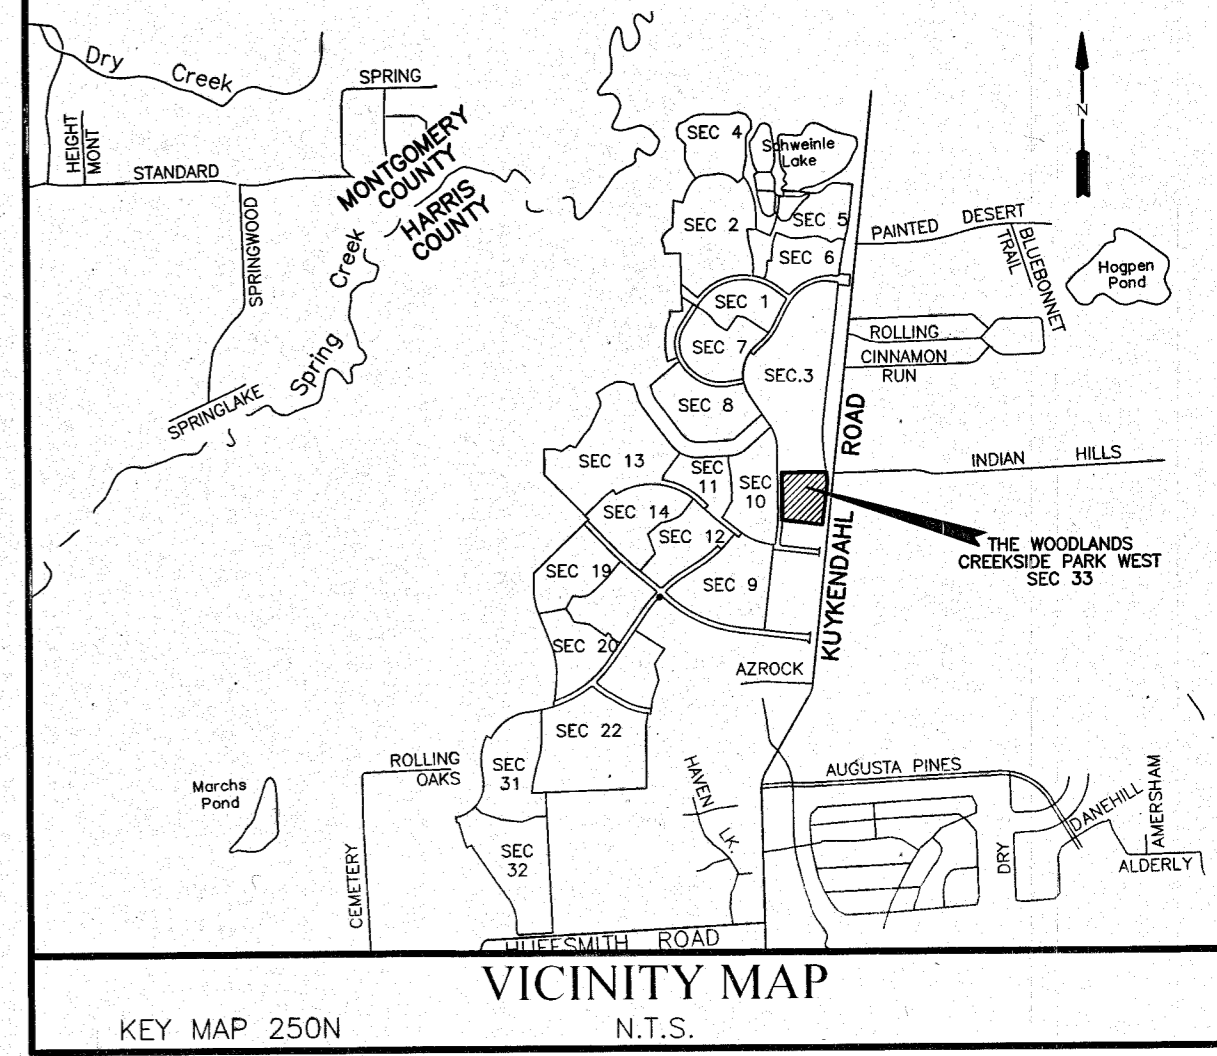 Dry
Creek
SPRING
HEIGHT
MONT
STANDARD
MONTGOMERY
COUNTY
HARRIS
COUNTY
SPRINGWOOD
Creek
Spring
SPRINGLAKE
SEC 4
Schweinle
Lake
N
SEC 2
SEC 5
PAINTED DESERT
BLUEBONNET
TRAIL
SEC 6
Hogpen
Pond
SEC 1
ROLLING
SEC 7
CINNAMON
RUN
SEC.3
SEC 8
KUYKENDAHL ROAD
SEC 13
SEC
11
SEC
10
INDIAN HILLS
SEC 14
SEC 12
THE WOODLANDS
CREEKSIDE PARK WEST
SEC 33
SEC 19
SEC 9
SEC 20
AZROCK
SEC 22
ROLLING
OAKS
SEC
31
Marchs
Pond
HAVEN
LK.
AUGUSTA PINES
DANEHILL
AMERSHAM
SEC
32
CEMETERY
DRY
ALDERLY
HUFFSMITH ROAD
VICINITY MAP
KEY MAP 250N
N.T.S.